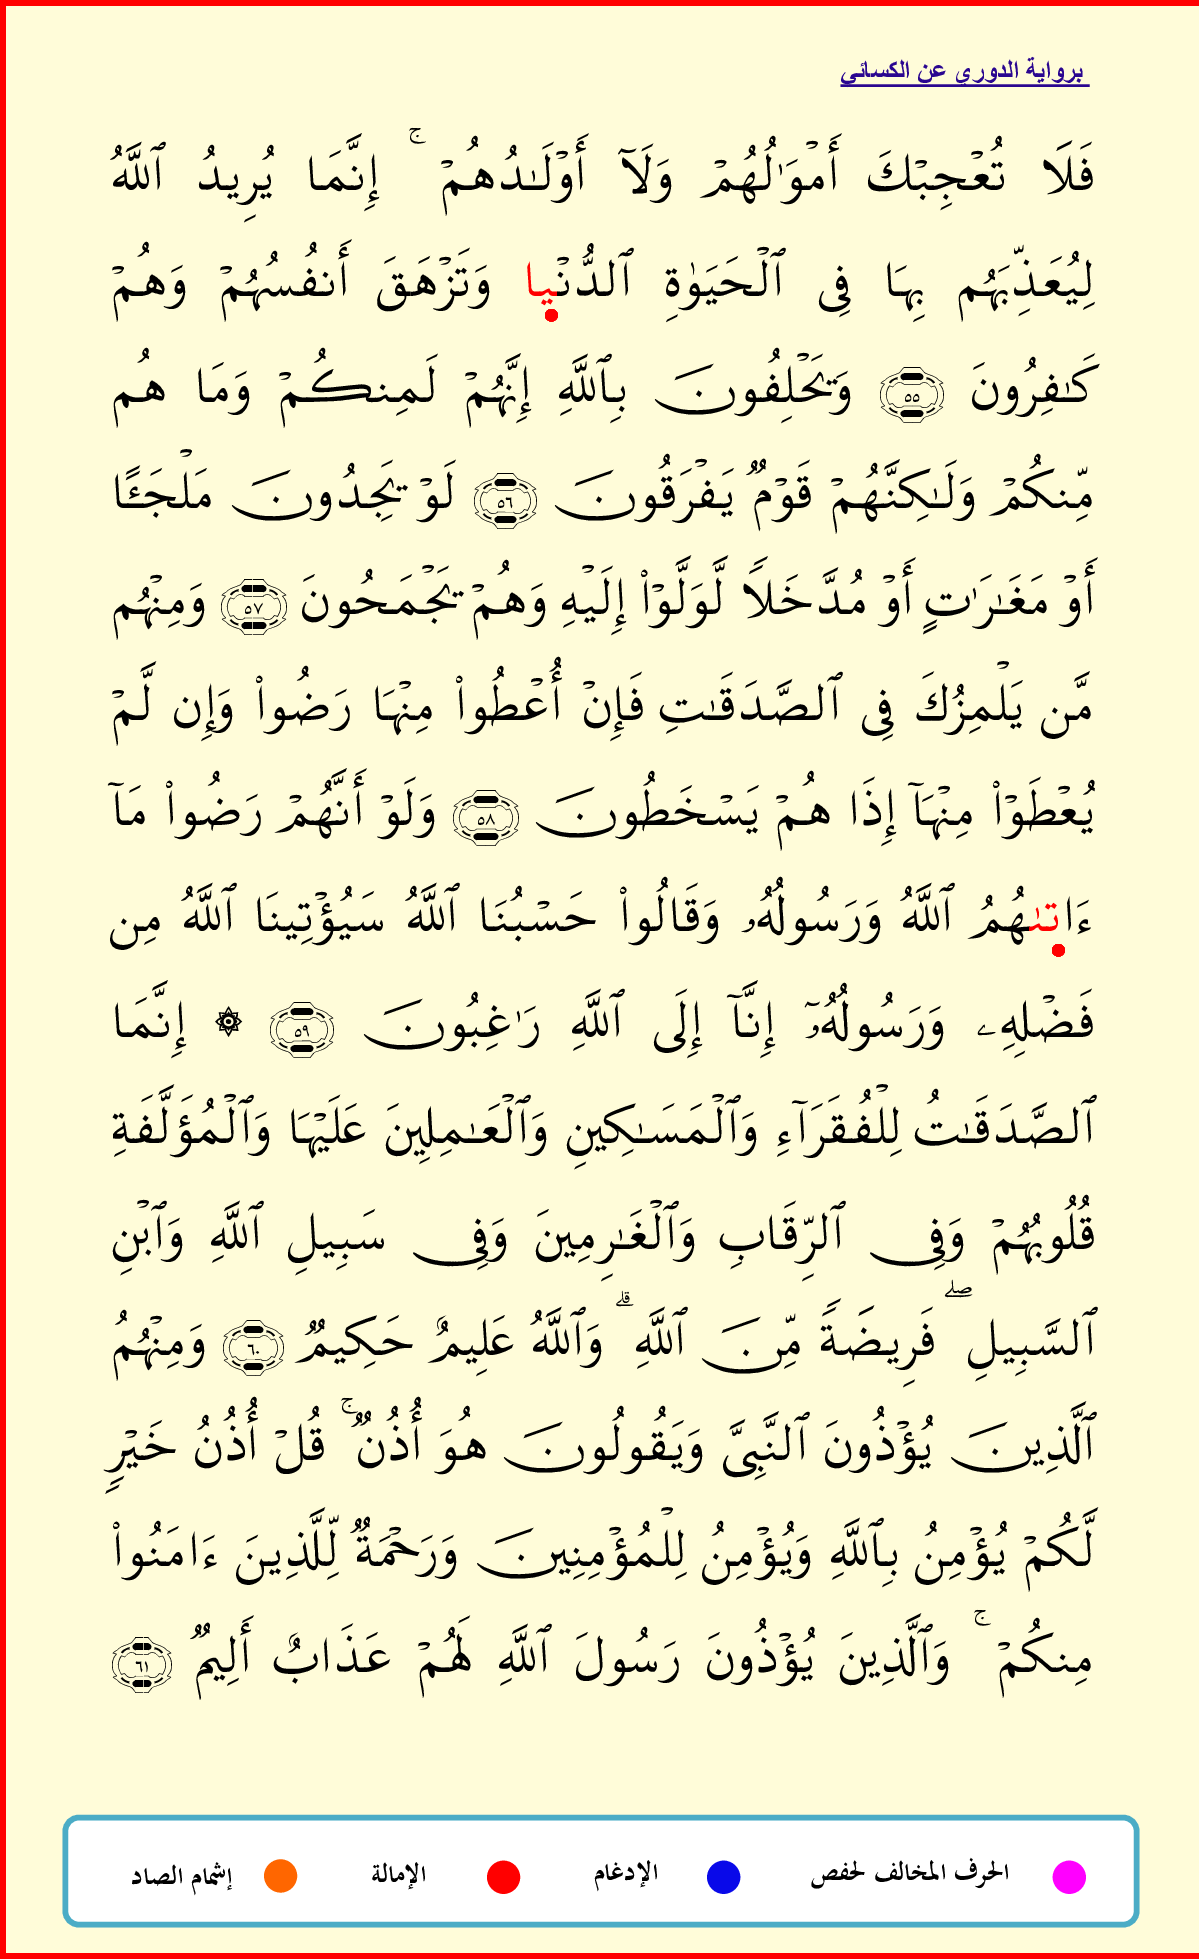 برواية الدوري عن الكسائي
فَلَا تُعۡجِبۡكَ أَمۡوَٰلُهُمۡ وَلَآ أَوۡلَٰدُهُمۡۚ إِنَّمَا يُرِيدُ ٱللَّهُ
لِيُعَذِّبَهُم بِهَا فِي ٱلۡحَيَوٰةِ ٱلدُّنۡيا وَتَزۡهَقَ أَنفُسُهُمۡ وَهُمۡ
كَٰفِرُونَ ٥٥ وَيَحۡلِفُونَ بِٱللَّهِ إِنَّهُمۡ لَمِنكُمۡ وَمَا هُم
مِّنكُمۡ وَلَٰكِنَّهُمۡ قَوۡمٞ يَفۡرَقُونَ ٥٦ لَوۡ يَجِدُونَ مَلۡجَـًٔا
أَوۡ مَغَٰرَٰتٍ أَوۡ مُدَّخَلٗا لَّوَلَّوۡاْ إِلَيۡهِ وَهُمۡ يَجۡمَحُونَ ٥٧ وَمِنۡهُم
مَّن يَلۡمِزُكَ فِي ٱلصَّدَقَٰتِ فَإِنۡ أُعۡطُواْ مِنۡهَا رَضُواْ وَإِن لَّمۡ
يُعۡطَوۡاْ مِنۡهَآ إِذَا هُمۡ يَسۡخَطُونَ ٥٨ وَلَوۡ أَنَّهُمۡ رَضُواْ مَآ
ءَاتىٰهُمُ ٱللَّهُ وَرَسُولُهُۥ وَقَالُواْ حَسۡبُنَا ٱللَّهُ سَيُؤۡتِينَا ٱللَّهُ مِن
فَضۡلِهِۦ وَرَسُولُهُۥٓ إِنَّآ إِلَى ٱللَّهِ رَٰغِبُونَ ٥٩ ۞ إِنَّمَا
ٱلصَّدَقَٰتُ لِلۡفُقَرَآءِ وَٱلۡمَسَٰكِينِ وَٱلۡعَٰمِلِينَ عَلَيۡهَا وَٱلۡمُؤَلَّفَةِ
قُلُوبُهُمۡ وَفِي ٱلرِّقَابِ وَٱلۡغَٰرِمِينَ وَفِي سَبِيلِ ٱللَّهِ وَٱبۡنِ
ٱلسَّبِيلِۖ فَرِيضَةٗ مِّنَ ٱللَّهِۗ وَٱللَّهُ عَلِيمٌ حَكِيمٞ ٦٠ وَمِنۡهُمُ
ٱلَّذِينَ يُؤۡذُونَ ٱلنَّبِيَّ وَيَقُولُونَ هُوَ أُذُنٞۚ قُلۡ أُذُنُ خَيۡرٖ
لَّكُمۡ يُؤۡمِنُ بِٱللَّهِ وَيُؤۡمِنُ لِلۡمُؤۡمِنِينَ وَرَحۡمَةٞ لِّلَّذِينَ ءَامَنُواْ
مِنكُمۡۚ وَٱلَّذِينَ يُؤۡذُونَ رَسُولَ ٱللَّهِ لَهُمۡ عَذَابٌ أَلِيمٞ ٦١
الحرف المخالف لحفص الإدغام الإمالة إشمام الصاد